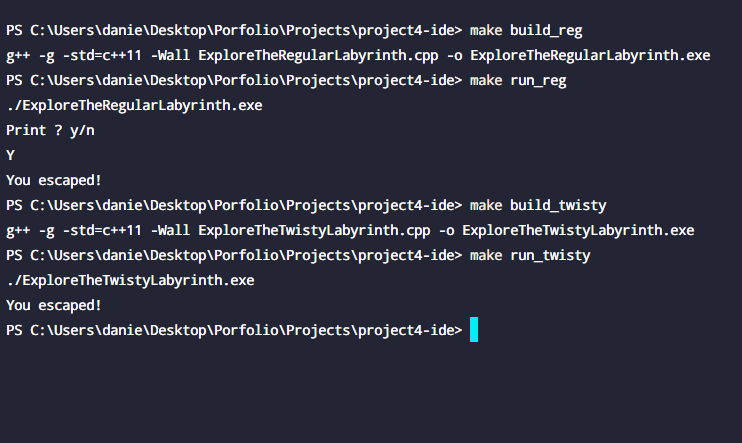 PS C:\Users\danie\Desktop\Porfolio\Projects\project4-ide> make build_reg
g++ -g -std=c++11 -Wall ExploreTheRegularLabyrinth.cpp -o ExploreTheRegularLabyrinth.exe
PS C:\Users\danie\Desktop\Porfolio\Projects\project4-ide> make run_reg
./ExploreTheRegularLabyrinth.exe
Print ? y/n
Y
You escaped!
PS C:\Users\danie\Desktop\Porfolio\Projects\project4-ide> make build_twisty
g++ -g -std=c++11 -Wall ExploreTheTwistyLabyrinth.cpp -o ExploreTheTwistyLabyrinth.exe
PS C:\Users\danie\Desktop\Porfolio\Projects\project4-ide> make run_twisty
./ExploreTheTwistyLabyrinth.exe
You escaped!
PS C:\Users\danie\Desktop\Porfolio\Projects\project4-ide>